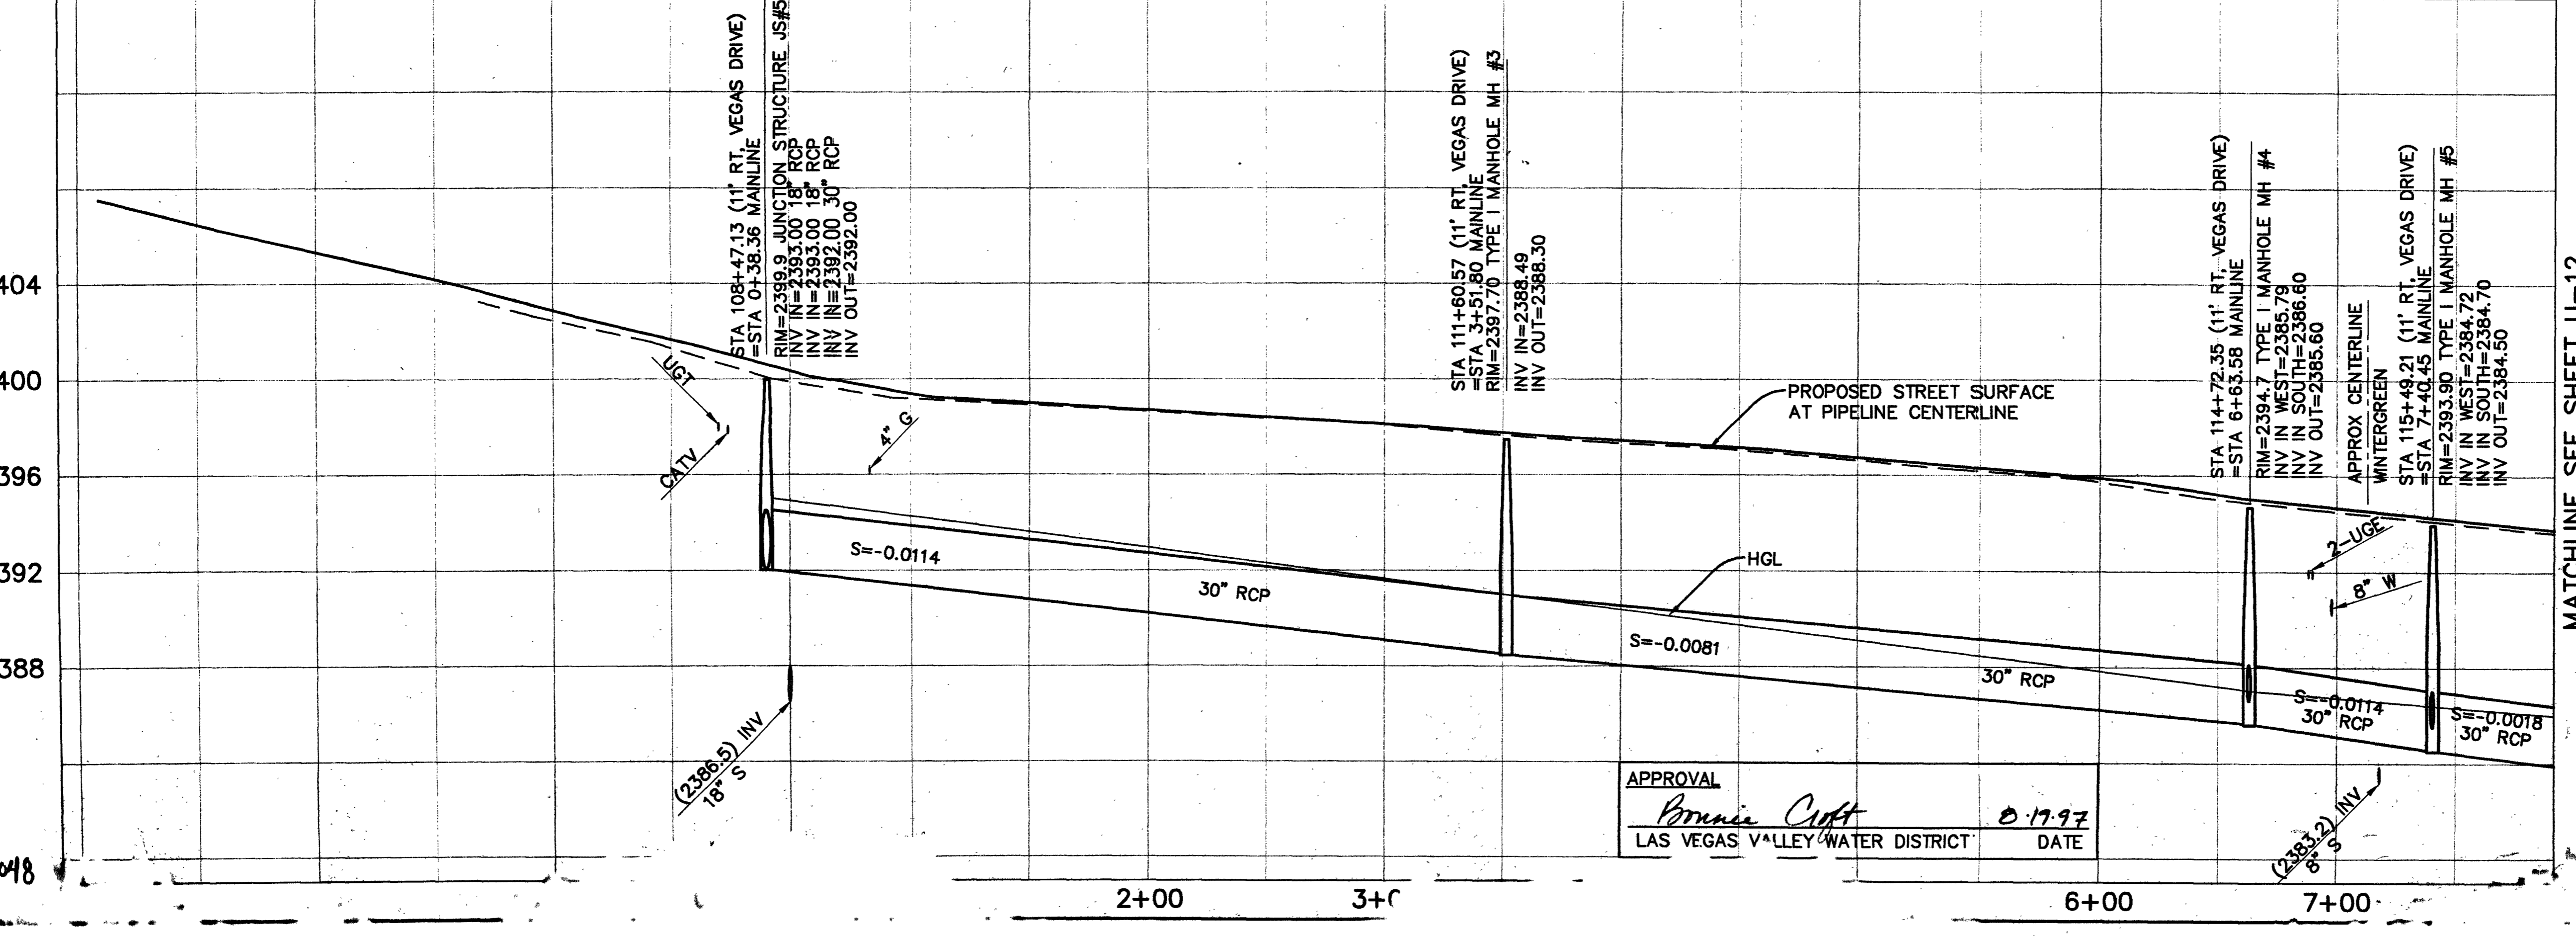 STA 108+47.13 (11' RT, VEGAS DRIVE)
=STA 0+38.36 MAINLINE
RIM=2399.9 JUNCTION STRUCTURE JS#5
INV IN=2393.00 18" RCP
INV IN=2393.00 18" RCP
INV IN=2392.00 30" RCP
INV OUT=2392.00
STA 111+60.57 (11' RT, VEGAS DRIVE)
=STA 3+51.80 MAINLINE
RIM=2397.70 TYPE I MANHOLE MH #3
INV IN=2388.49
INV OUT=2388.30
STA 114+72.35 (11' RT, VEGAS DRIVE)
=STA 6+63.58 MAINLINE
RIM=2394.7 TYPE I MANHOLE MH #4
INV IN WEST=2385.79
INV IN SOUTH=2386.60
INV OUT=2385.60
APPROX CENTERLINE
WINTERGREEN
STA 115+49.21 (11' RT, VEGAS DRIVE)
=STA 7+40.45 MAINLINE
RIM=2393.90 TYPE I MANHOLE MH #5
INV IN WEST=2384.72
INV IN SOUTH=2384.70
INV OUT=2384.50
MATCHLINE SEE SHEET U-12
404
400
396
392
388
UGT
CATV
4" G
PROPOSED STREET SURFACE
AT PIPELINE CENTERLINE
HGL
2-UGE
8" W
S=-0.0114
30" RCP
S=-0.0081
30" RCP
S=-0.0114
30" RCP
S=-0.0018
30" RCP
(2386.5) INV
18" S
(2383.2) INV
8" S
APPROVAL
Bonnie Croft 8-19-97
LAS VEGAS VALLEY WATER DISTRICT DATE
048
2+00
6+00
7+00